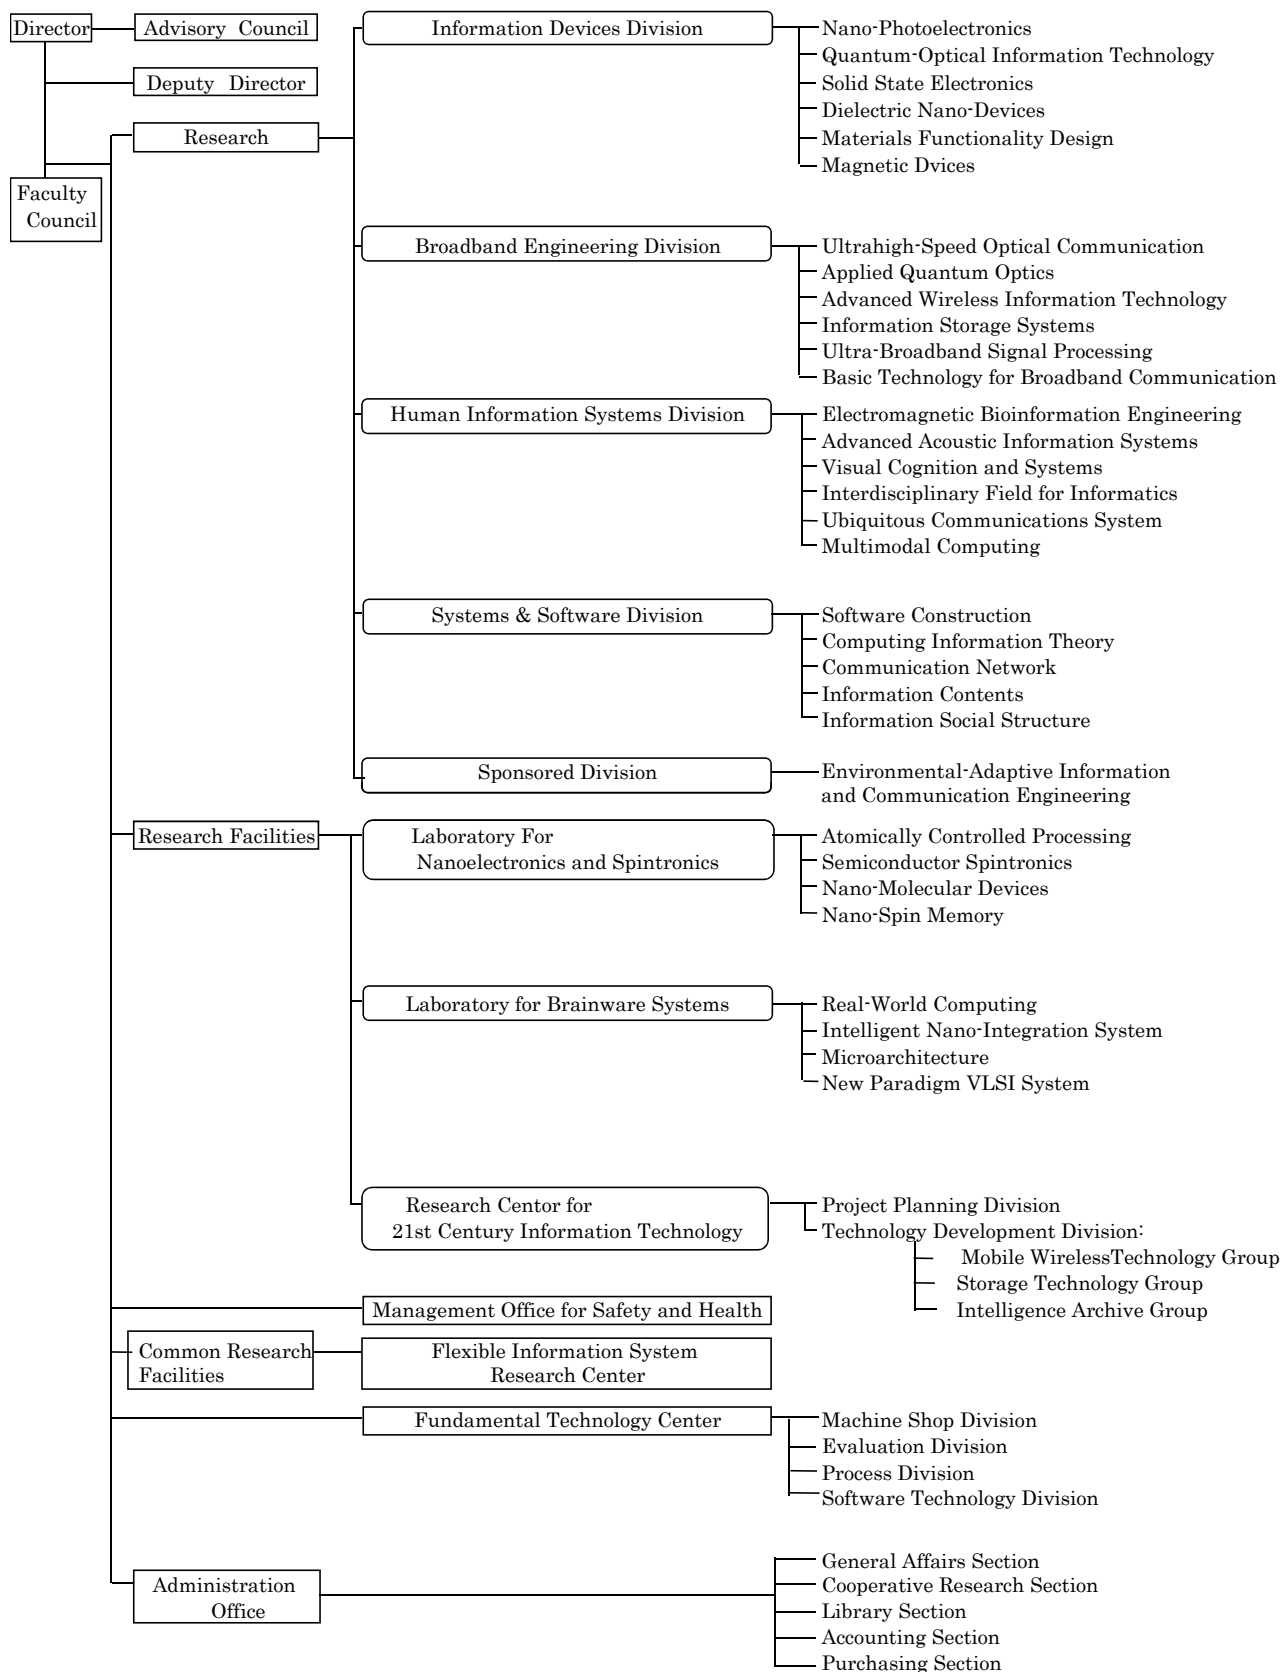 Director
Advisory Council
Deputy Director
Research
Faculty
Council
Information Devices Division
Nano-Photoelectronics
Quantum-Optical Information Technology
Solid State Electronics
Dielectric Nano-Devices
Materials Functionality Design
Magnetic Dvices
Broadband Engineering Division
Ultrahigh-Speed Optical Communication
Applied Quantum Optics
Advanced Wireless Information Technology
Information Storage Systems
Ultra-Broadband Signal Processing
Basic Technology for Broadband Communication
Human Information Systems Division
Electromagnetic Bioinformation Engineering
Advanced Acoustic Information Systems
Visual Cognition and Systems
Interdisciplinary Field for Informatics
Ubiquitous Communications System
Multimodal Computing
Systems & Software Division
Software Construction
Computing Information Theory
Communication Network
Information Contents
Information Social Structure
Sponsored Division
Environmental-Adaptive Information
and Communication Engineering
Research Facilities
Laboratory For
Nanoelectronics and Spintronics
Atomically Controlled Processing
Semiconductor Spintronics
Nano-Molecular Devices
Nano-Spin Memory
Laboratory for Brainware Systems
Real-World Computing
Intelligent Nano-Integration System
Microarchitecture
New Paradigm VLSI System
Research Centor for
21st Century Information Technology
Project Planning Division
Technology Development Division:
Mobile WirelessTechnology Group
Storage Technology Group
Intelligence Archive Group
Management Office for Safety and Health
Common Research
Facilities
Flexible Information System
Research Center
Fundamental Technology Center
Machine Shop Division
Evaluation Division
Process Division
Software Technology Division
Administration
Office
General Affairs Section
Cooperative Research Section
Library Section
Accounting Section
Purchasing Section